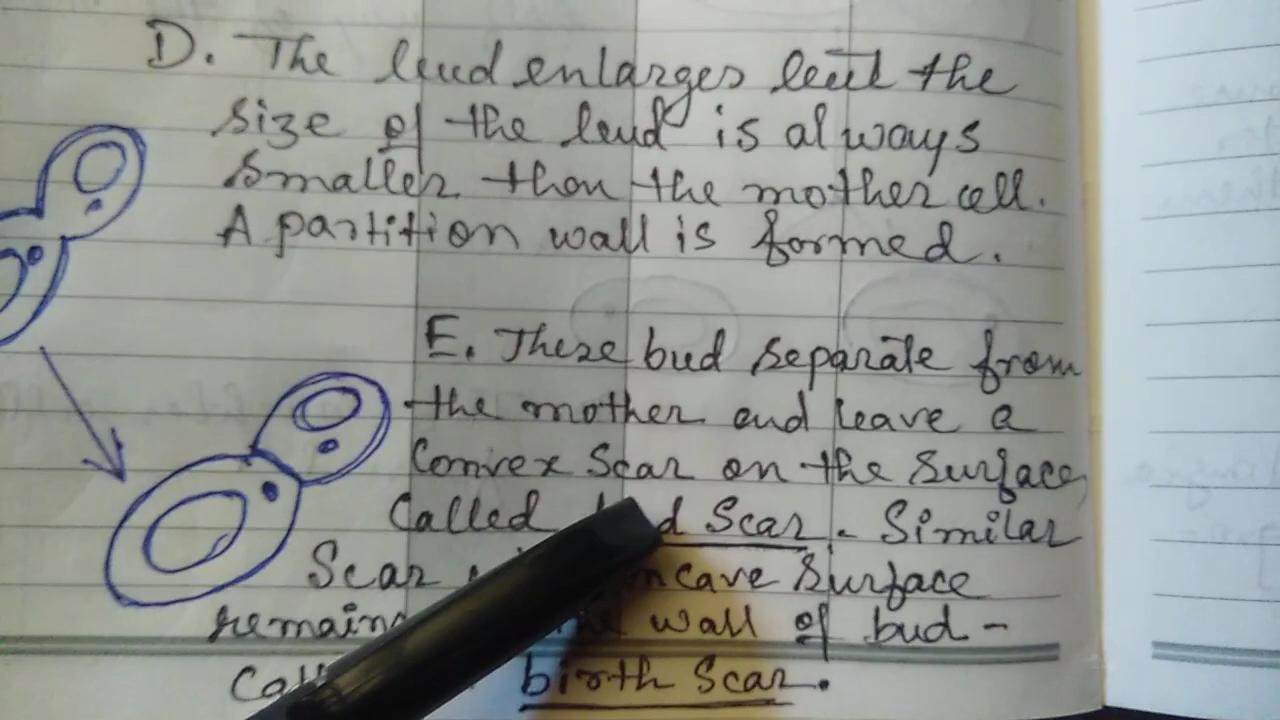 D. The bud enlarges but the
size of the bud is always
smaller than the mother cell.
A partition wall is formed.
E. These bud separate from
the mother and leave a
Convex Scar on the surface,
Called Scar. Similar
Scar surface
remains wall of bud -
birth Scar.